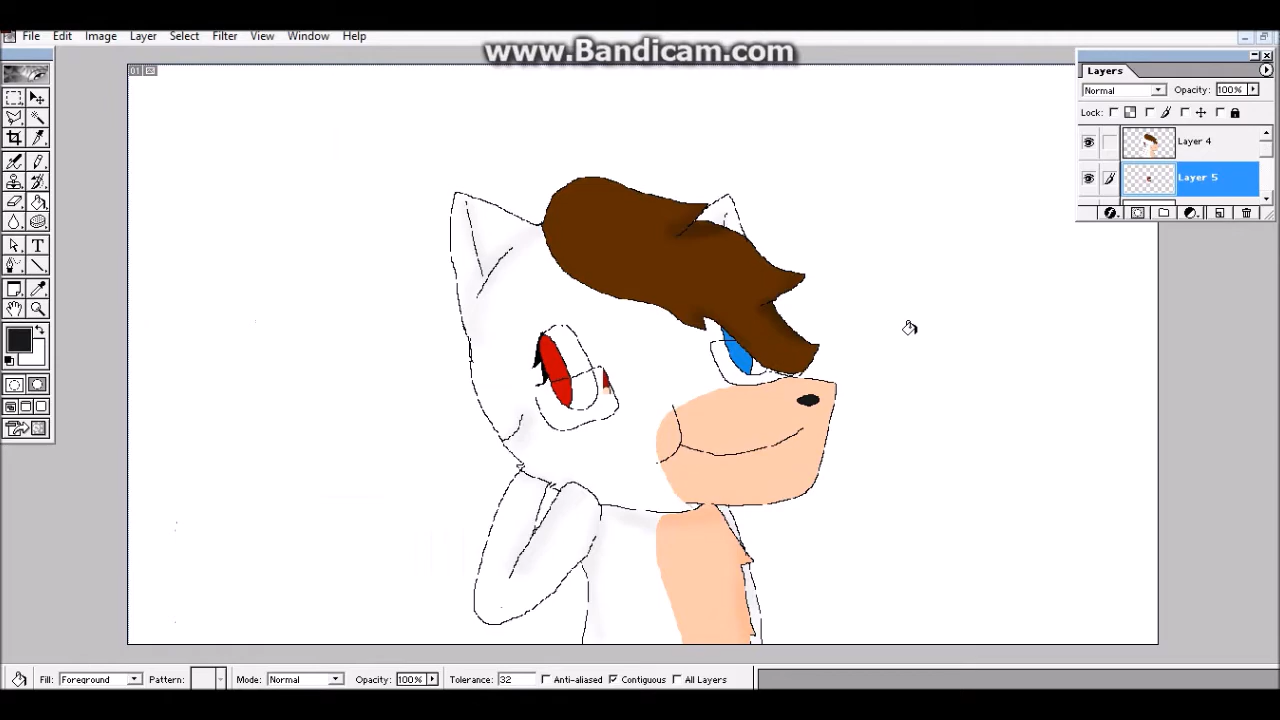 www.Bandicam.com
File Edit Image Layer Select Filter View Window Help
01
Layers
Normal Opacity: 100%
Lock:
Layer 4
Layer 5
T
Fill: Foreground Pattern: Mode: Normal Opacity: 100% Tolerance: 32 Anti-aliased Contiguous All Layers